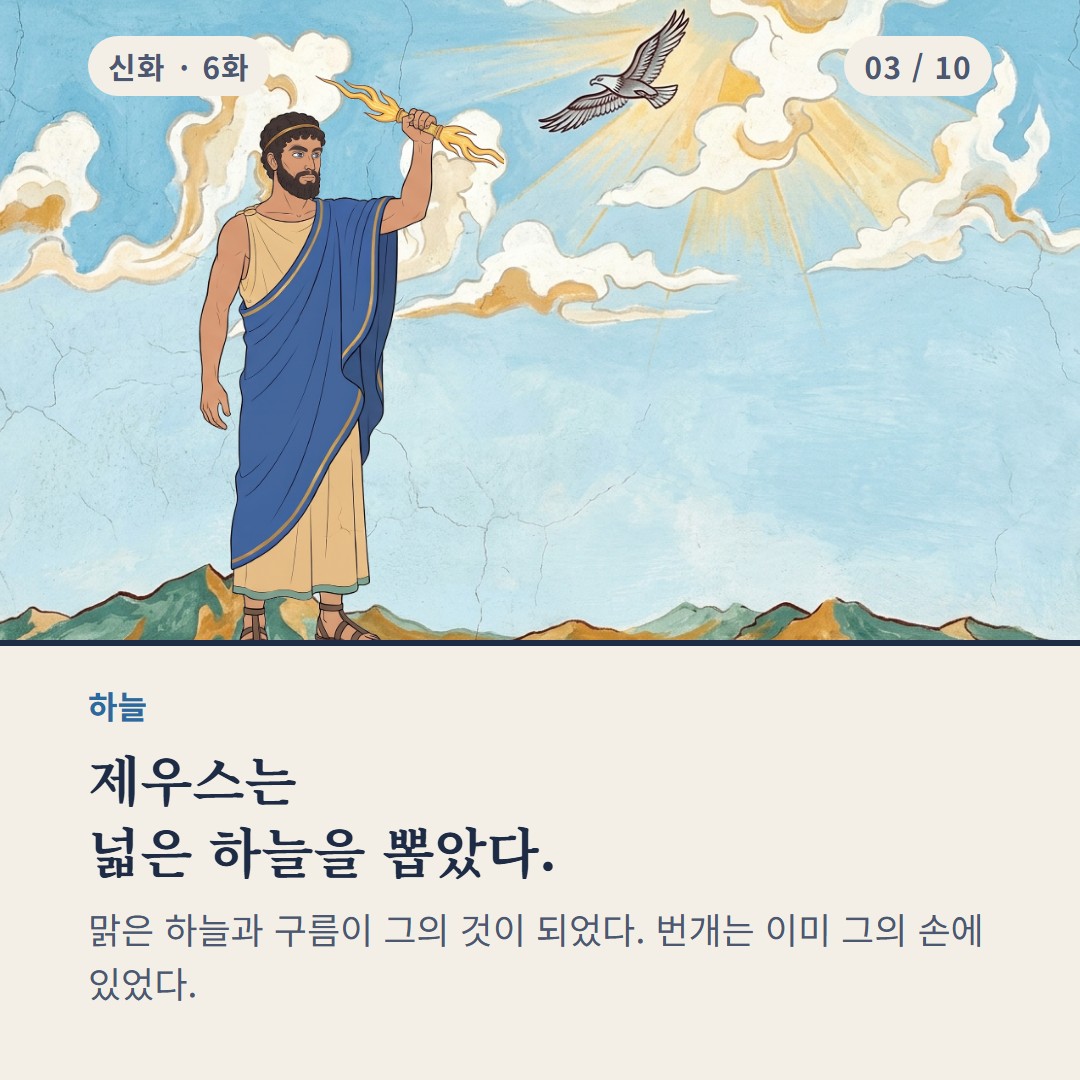 신화 · 6화
03 / 10
하늘
제우스는
넓은 하늘을 뽑았다.
맑은 하늘과 구름이 그의 것이 되었다. 번개는 이미 그의 손에
있었다.